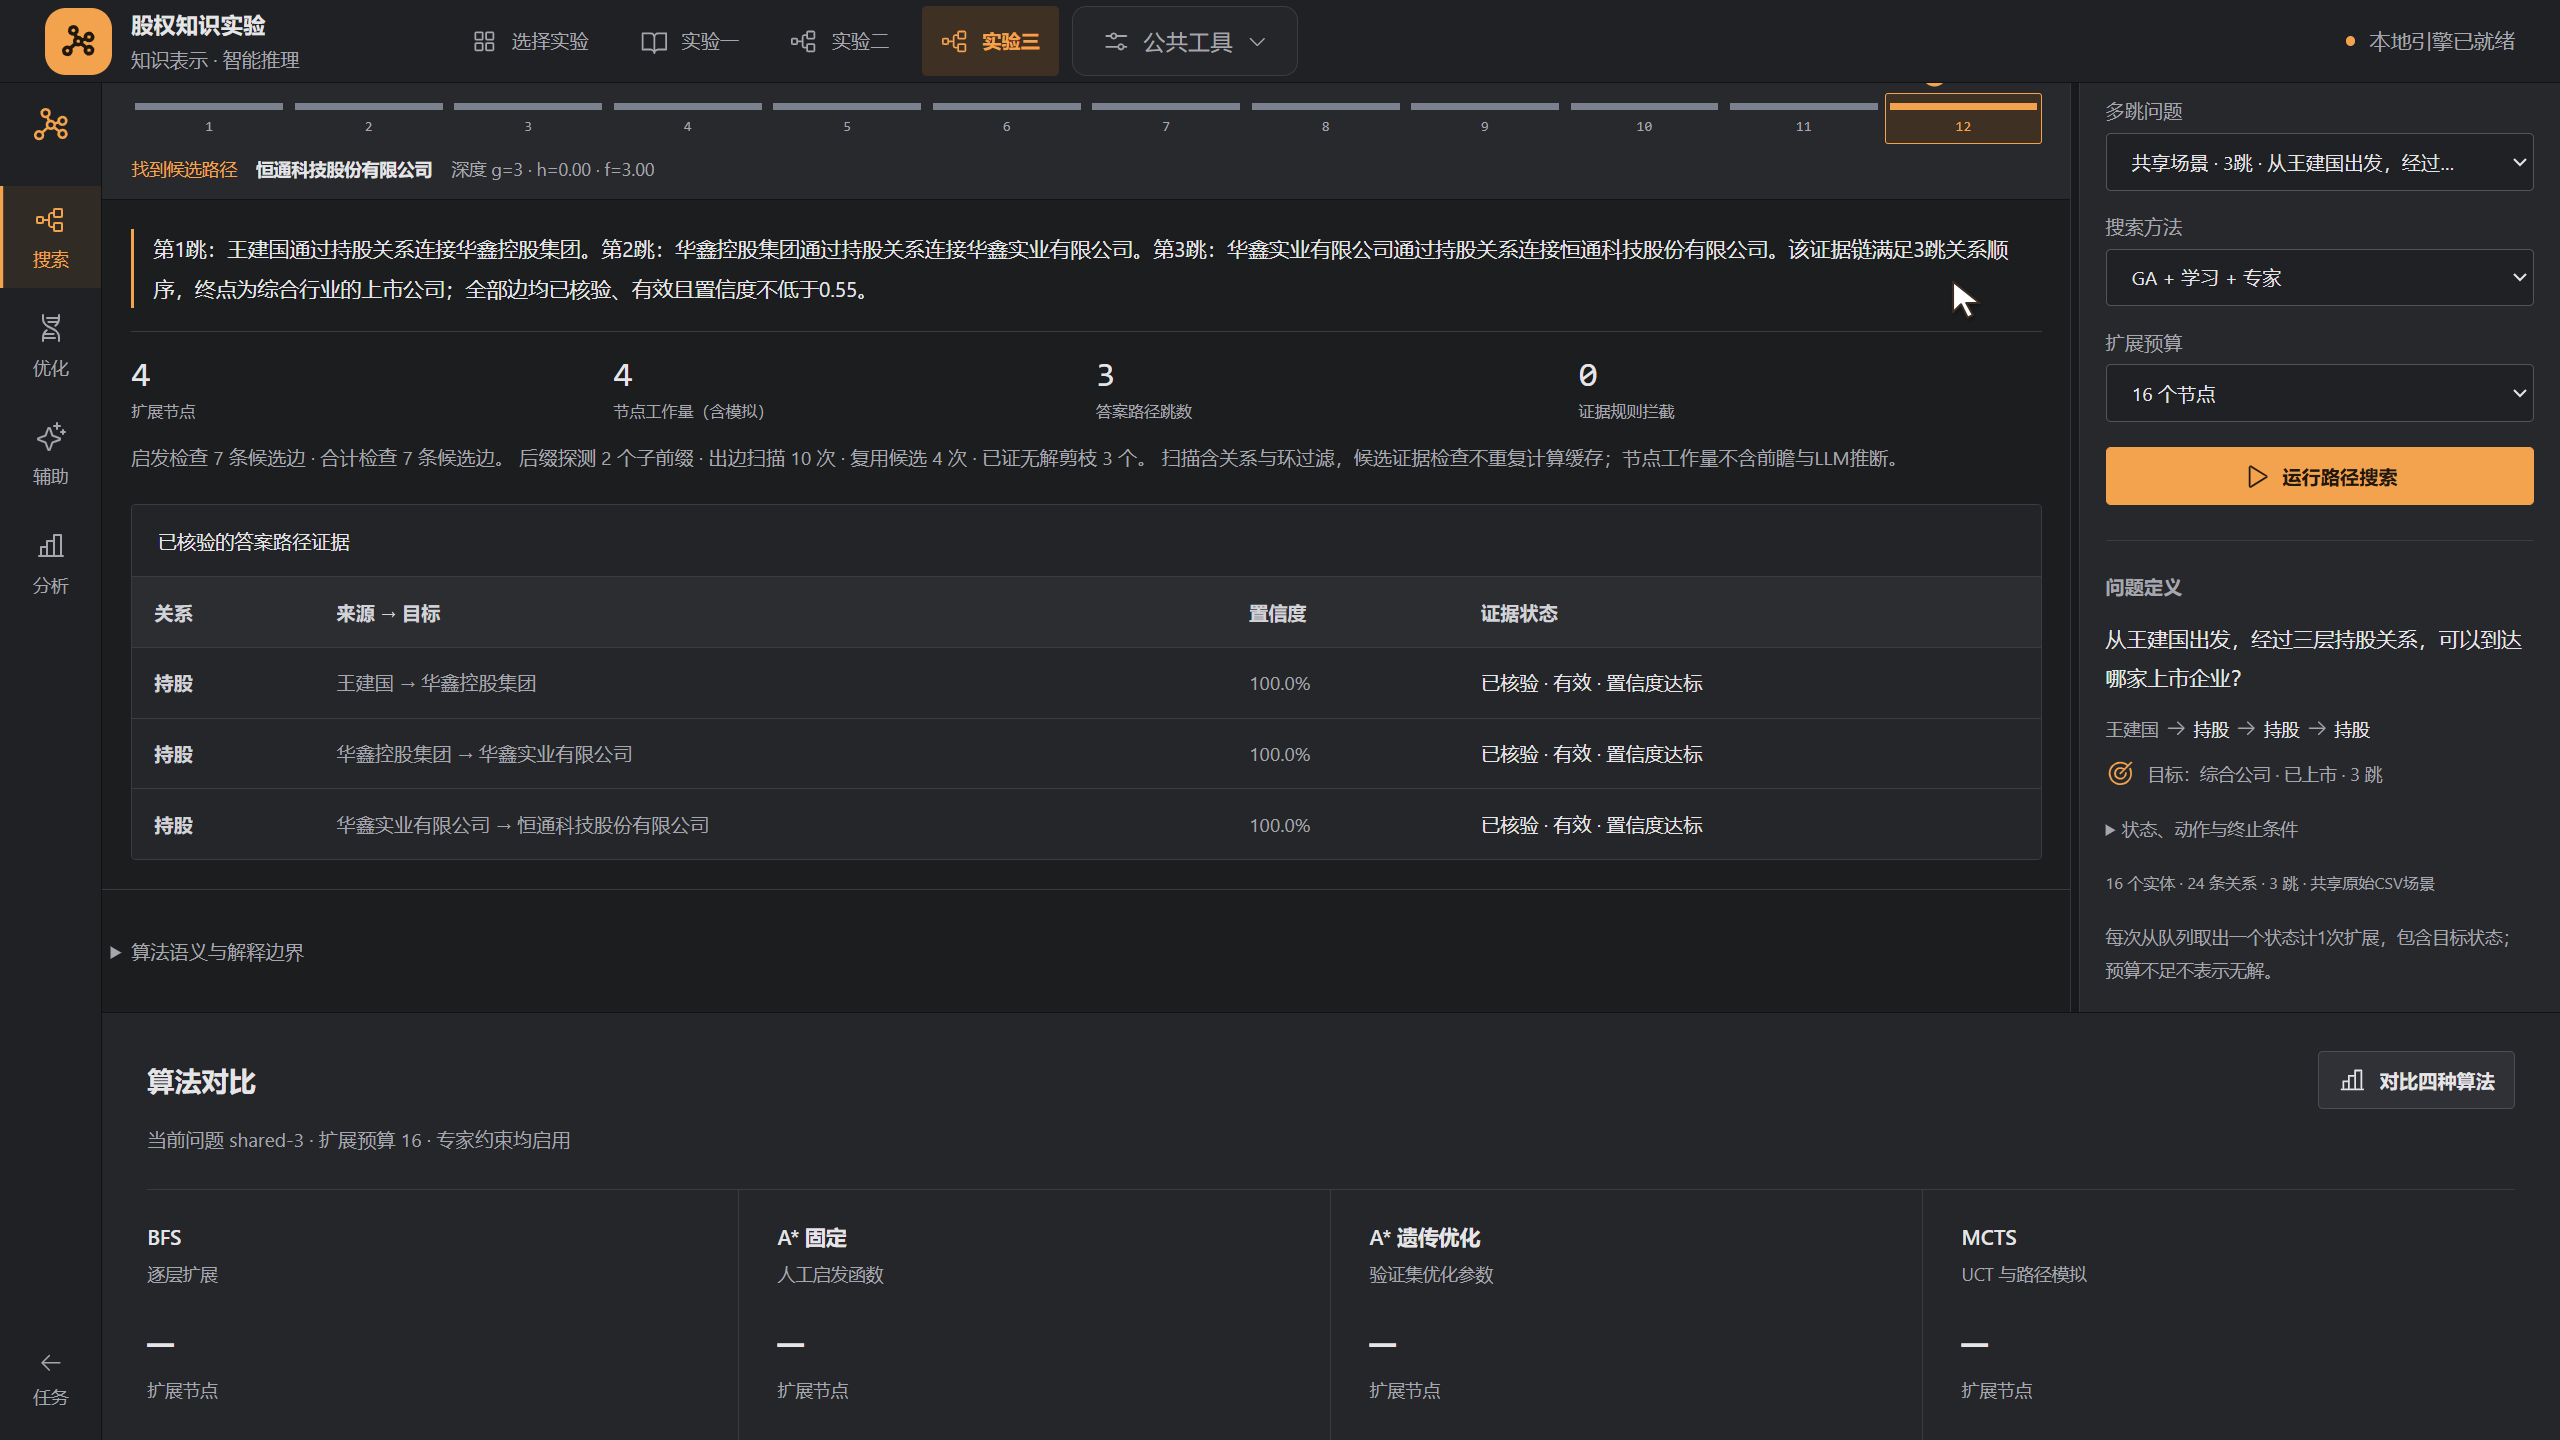 股权知识实验
知识表示 · 智能推理
选择实验
实验一
实验二
实验三
公共工具
本地引擎已就绪
搜索
优化
辅助
分析
任务
1 2 3 4 5 6 7 8 9 10 11 12
找到候选路径 恒通科技股份有限公司 深度 g=3 · h=0.00 · f=3.00
第1跳：王建国通过持股关系连接华鑫控股集团。第2跳：华鑫控股集团通过持股关系连接华鑫实业有限公司。第3跳：华鑫实业有限公司通过持股关系连接恒通科技股份有限公司。该证据链满足3跳关系顺
序，终点为综合行业的上市公司；全部边均已核验、有效且置信度不低于0.55。
4 4 3 0
扩展节点 节点工作量（含模拟） 答案路径跳数 证据规则拦截
启发检查 7 条候选边 · 合计检查 7 条候选边。 后缀探测 2 个子前缀 · 出边扫描 10 次 · 复用候选 4 次 · 已证无解剪枝 3 个。 扫描含关系与环过滤，候选证据检查不重复计算缓存；节点工作量不含前瞻与LLM推断。
已核验的答案路径证据
关系 来源 → 目标 置信度 证据状态
持股 王建国 → 华鑫控股集团 100.0% 已核验 · 有效 · 置信度达标
持股 华鑫控股集团 → 华鑫实业有限公司 100.0% 已核验 · 有效 · 置信度达标
持股 华鑫实业有限公司 → 恒通科技股份有限公司 100.0% 已核验 · 有效 · 置信度达标
算法语义与解释边界
多跳问题
共享场景 · 3跳 · 从王建国出发，经过...
搜索方法
GA + 学习 + 专家
扩展预算
16 个节点
运行路径搜索
问题定义
从王建国出发，经过三层持股关系，可以到达
哪家上市企业？
王建国 → 持股 → 持股 → 持股
目标：综合公司 · 已上市 · 3 跳
状态、动作与终止条件
16 个实体 · 24 条关系 · 3 跳 · 共享原始CSV场景
每次从队列取出一个状态计1次扩展，包含目标状态；
预算不足不表示无解。
算法对比
对比四种算法
当前问题 shared-3 · 扩展预算 16 · 专家约束均启用
BFS
逐层扩展
—
扩展节点
A* 固定
人工启发函数
—
扩展节点
A* 遗传优化
验证集优化参数
—
扩展节点
MCTS
UCT 与路径模拟
—
扩展节点